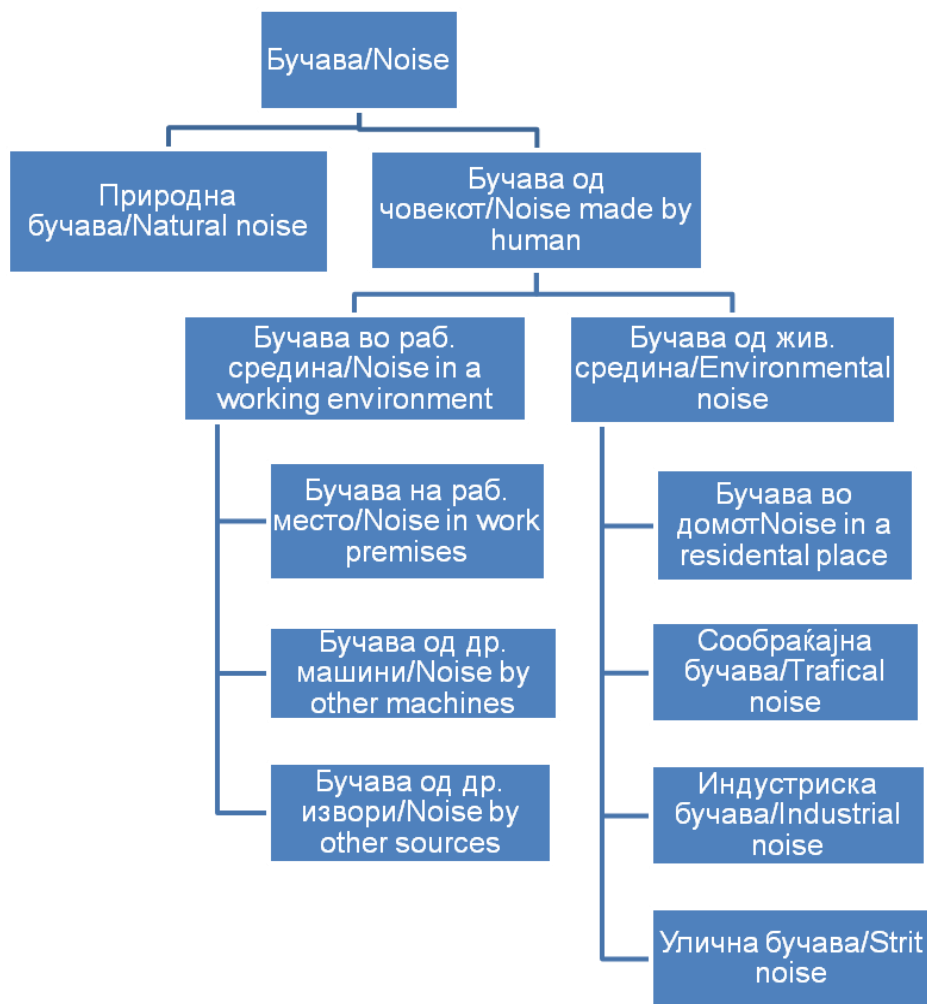 Бучава/Noise
Природна
бучава/Natural noise
Бучава од
човекот/Noise made by
human
Бучава во раб.
средина/Noise in a
working environment
Бучава од жив.
средина/Environmental
noise
Бучава на раб.
место/Noise in work
premises
Бучава од др.
машини/Noise by
other machines
Бучава од др.
извори/Noise by
other sources
Бучава во
домотNoise in a
residental place
Сообраќајна
бучава/Trafical
noise
Индустриска
бучава/Industrial
noise
Улична бучава/Strit
noise